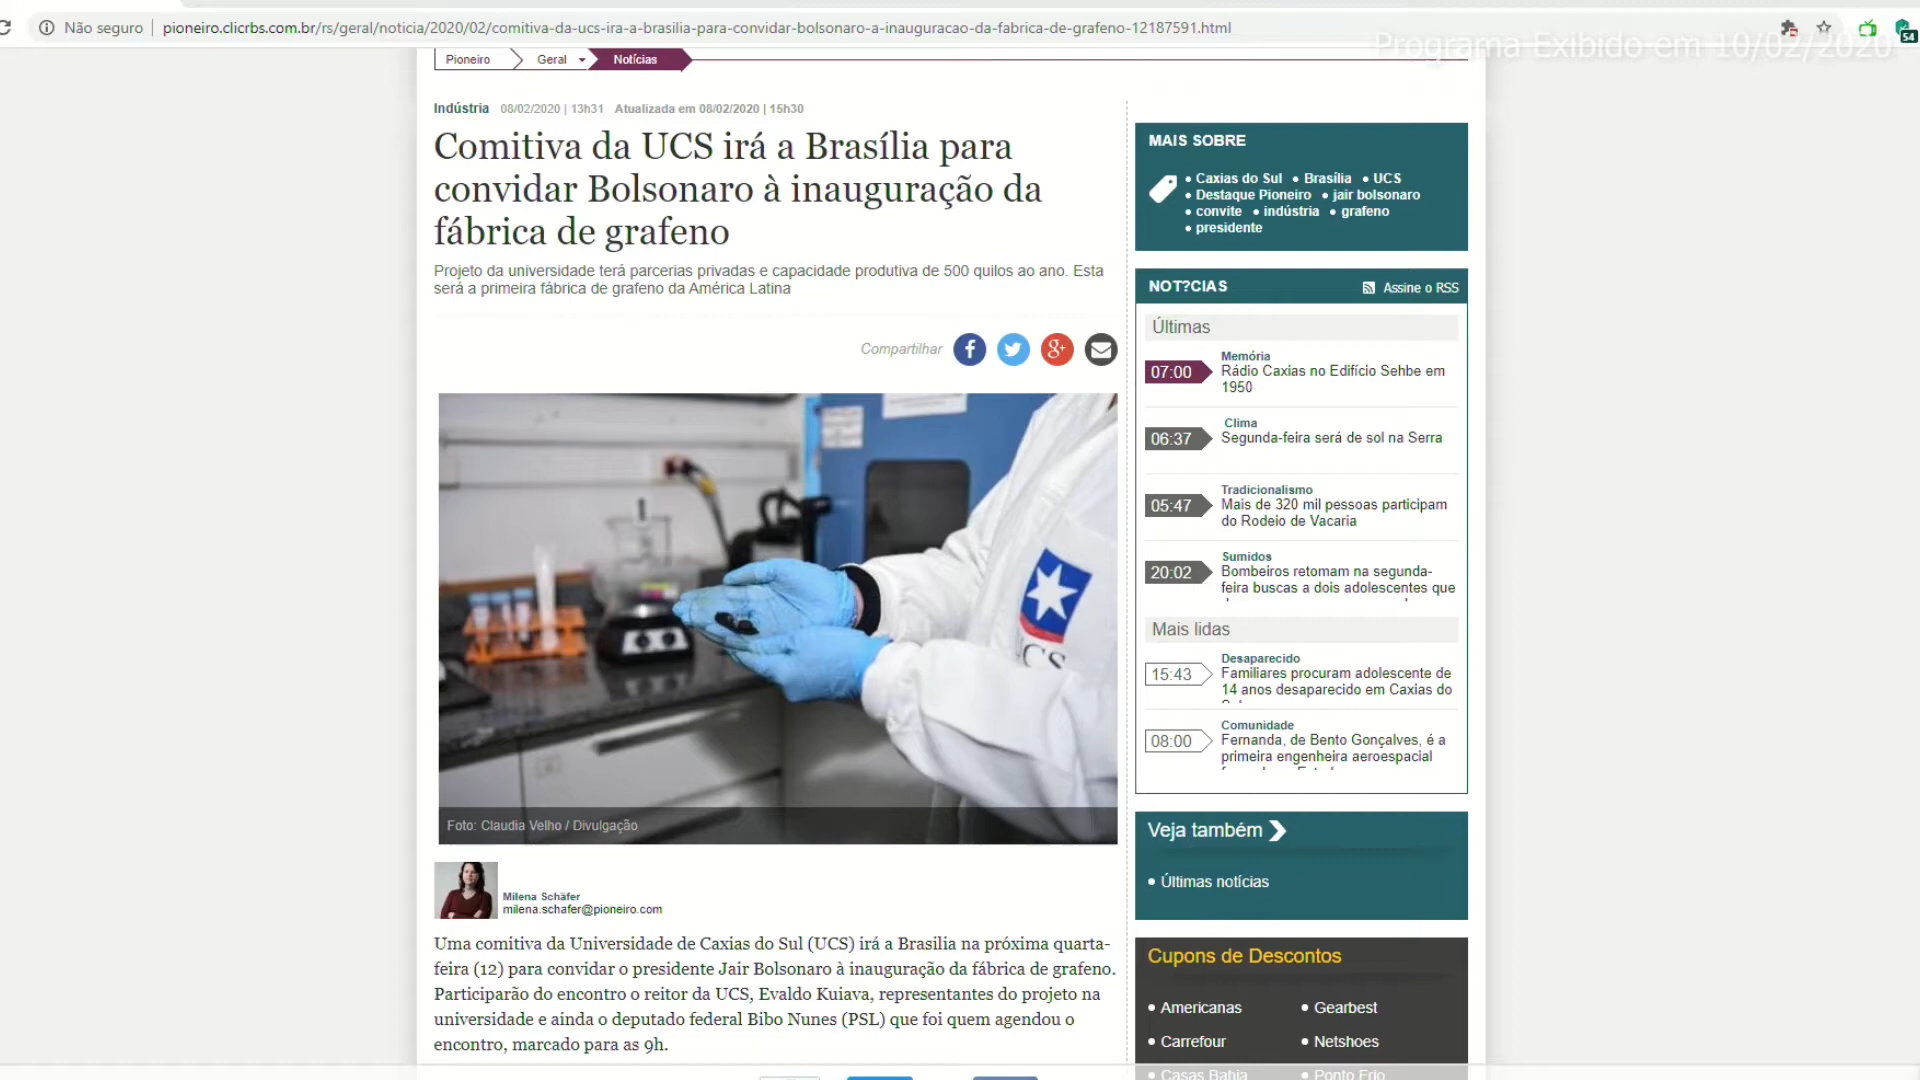 Não seguro
pioneiro.clicrbs.com.br/rs/geral/noticia/2020/02/comitiva-da-ucs-ira-a-brasilia-para-convidar-bolsonaro-a-inauguracao-da-fabrica-de-grafeno-12187591.html
54
Programa Exibido em 10/02/2020
Pioneiro
Geral
Notícias
Indústria 08/02/2020 | 13h31 Atualizada em 08/02/2020 | 15h30
Comitiva da UCS irá a Brasília para
convidar Bolsonaro à inauguração da
fábrica de grafeno
Projeto da universidade terá parcerias privadas e capacidade produtiva de 500 quilos ao ano. Esta
será a primeira fábrica de grafeno da América Latina
Compartilhar
Foto: Claudia Velho / Divulgação
Milena Schäfer
milena.schafer@pioneiro.com
Uma comitiva da Universidade de Caxias do Sul (UCS) irá a Brasilia na próxima quarta-
feira (12) para convidar o presidente Jair Bolsonaro à inauguração da fábrica de grafeno.
Participarão do encontro o reitor da UCS, Evaldo Kuiava, representantes do projeto na
universidade e ainda o deputado federal Bibo Nunes (PSL) que foi quem agendou o
encontro, marcado para as 9h.
MAIS SOBRE
• Caxias do Sul • Brasília • UCS
• Destaque Pioneiro • jair bolsonaro
• convite • indústria • grafeno
• presidente
NOT?CIAS
Assine o RSS
Últimas
07:00
Memória
Rádio Caxias no Edifício Sehbe em
1950
06:37
Clima
Segunda-feira será de sol na Serra
05:47
Tradicionalismo
Mais de 320 mil pessoas participam
do Rodeio de Vacaria
20:02
Sumidos
Bombeiros retomam na segunda-
feira buscas a dois adolescentes que
Mais lidas
15:43
Desaparecido
Familiares procuram adolescente de
14 anos desaparecido em Caxias do
08:00
Comunidade
Fernanda, de Bento Gonçalves, é a
primeira engenheira aeroespacial
Veja também
• Últimas notícias
Cupons de Descontos
• Americanas • Gearbest
• Carrefour • Netshoes
• Casas Bahia • Ponto Frio